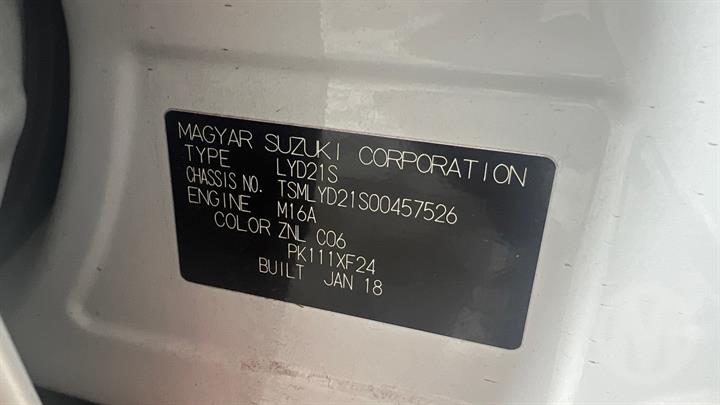 MAGYAR SUZUKI CORPORATION
TYPE LYD21S
CHASSIS NO. TSMLYD21S00457526
ENGINE M16A
COLOR ZNL C06
PK111XF24
BUILT JAN 18